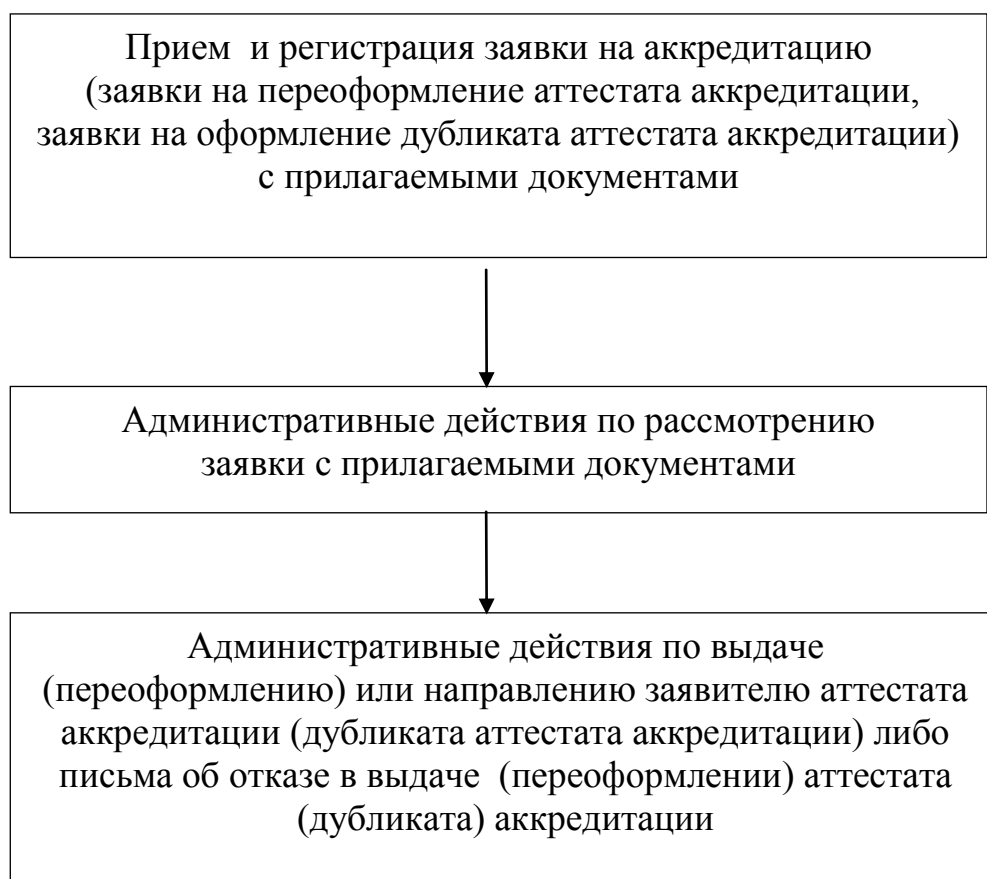 Прием  и регистрация заявки на аккредитацию
(заявки на переоформление аттестата аккредитации,
заявки на оформление дубликата аттестата аккредитации)
с прилагаемыми документами
Административные действия по рассмотрению
заявки с прилагаемыми документами
Административные действия по выдаче
(переоформлению) или направлению заявителю аттестата
аккредитации (дубликата аттестата аккредитации) либо
письма об отказе в выдаче  (переоформлении) аттестата
(дубликата) аккредитации